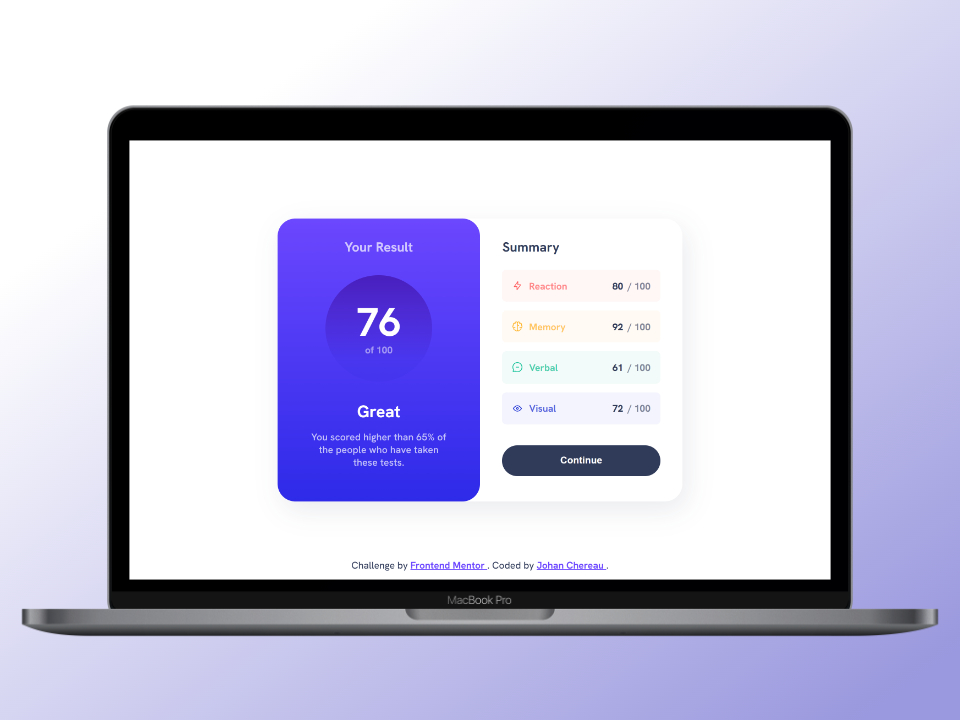 Your Result
76
of 100
Great
You scored higher than 65% of
the people who have taken
these tests.
Summary
Reaction 80 / 100
Memory 92 / 100
Verbal 61 / 100
Visual 72 / 100
Continue
Challenge by Frontend Mentor . Coded by Johan Chereau .
MacBook Pro